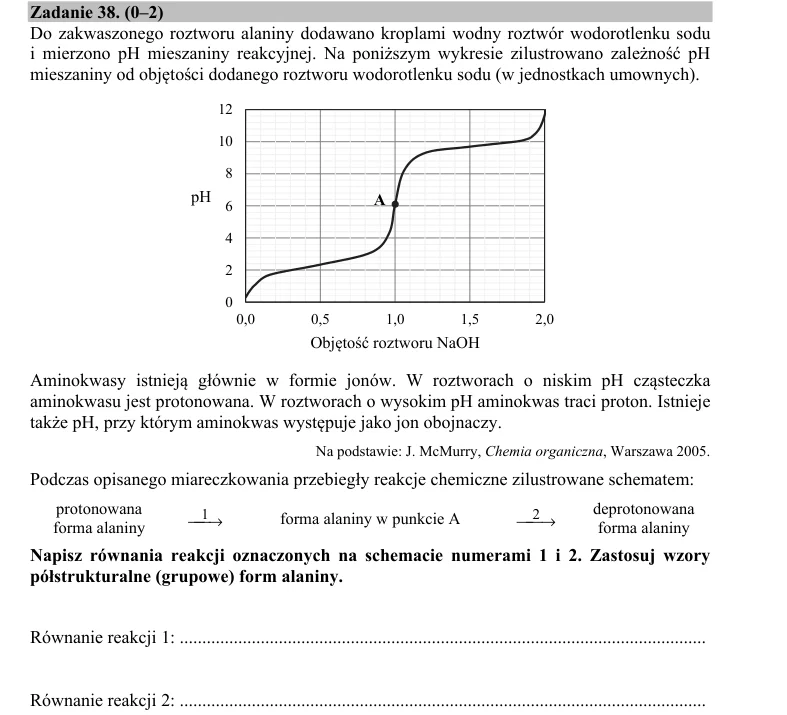 Zadanie 38. (0–2)
Do zakwaszonego roztworu alaniny dodawano kroplami wodny roztwór wodorotlenku sodu
i mierzono pH mieszaniny reakcyjnej. Na poniższym wykresie zilustrowano zależność pH
mieszaniny od objętości dodanego roztworu wodorotlenku sodu (w jednostkach umownych).
12
10
8
pH
A
6
4
2
0
0,0 0,5 1,0 1,5 2,0
Objętość roztworu NaOH
Aminokwasy istnieją głównie w formie jonów. W roztworach o niskim pH cząsteczka
aminokwasu jest protonowana. W roztworach o wysokim pH aminokwas traci proton. Istnieje
także pH, przy którym aminokwas występuje jako jon obojnaczy.
Na podstawie: J. McMurry, Chemia organiczna, Warszawa 2005.
Podczas opisanego miareczkowania przebiegły reakcje chemiczne zilustrowane schematem:
protonowana
forma alaniny
1
→
forma alaniny w punkcie A
2
→
deprotonowana
forma alaniny
Napisz równania reakcji oznaczonych na schemacie numerami 1 i 2. Zastosuj wzory
półstrukturalne (grupowe) form alaniny.
Równanie reakcji 1: ..............................................................................................................
Równanie reakcji 2: ..............................................................................................................